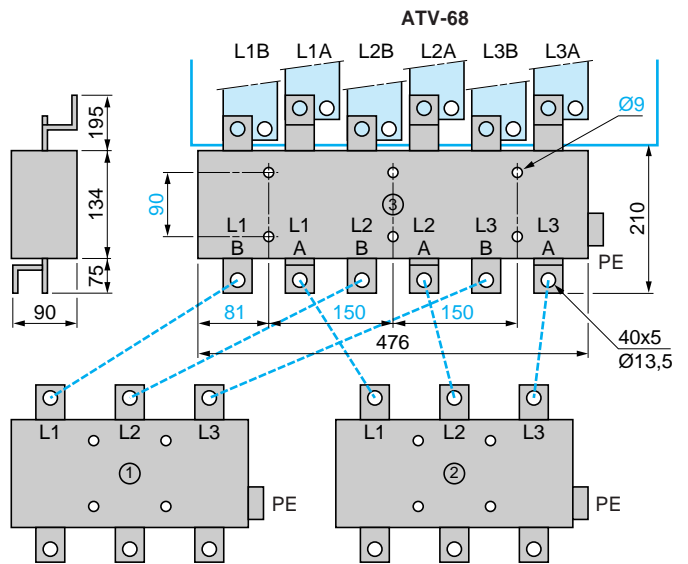 ATV-68
L1B L1A L2B L2A L3B L3A
195
134
75
90
Ø9
90
3
210
L1 B
L1 A
L2 B
L2 A
L3 B
L3 A
PE
81 150 150
476
40x5
Ø13,5
L1 L2 L3
1
PE
L1 L2 L3
2
PE